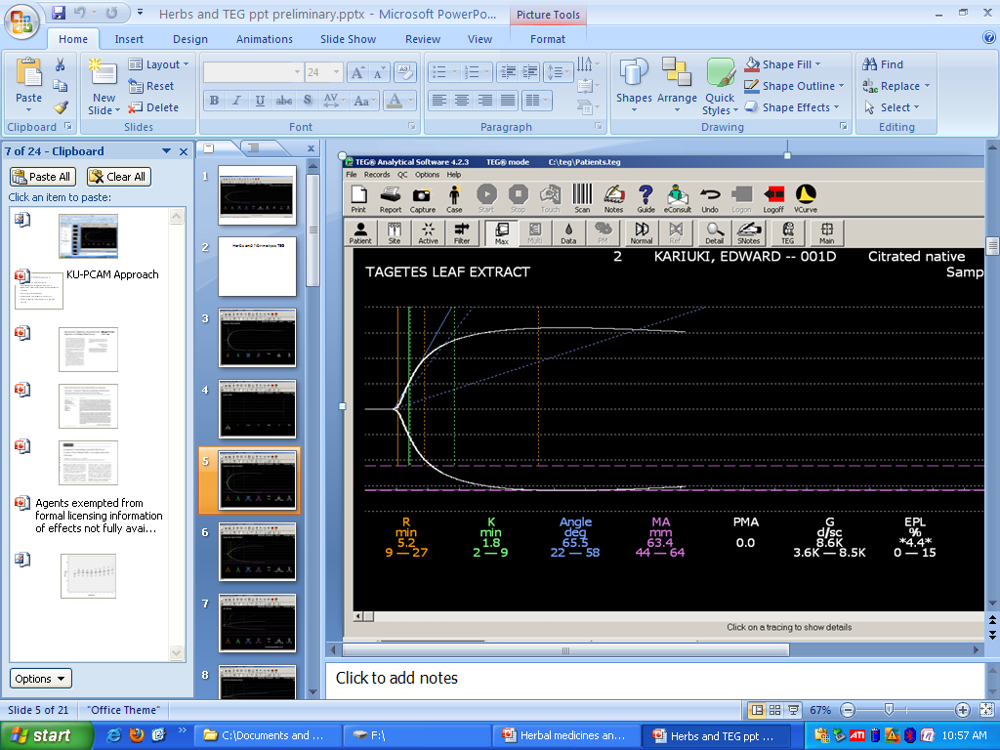 Herbs and TEG ppt preliminary.pptx - Microsoft PowerPo...
Picture Tools
Home
Insert
Design
Animations
Slide Show
Review
View
Format
Paste
Clipboard
New
Slide
Layout
Reset
Delete
Slides
24
B I U abc S AV Aa A
Font
Paragraph
Shapes
Arrange
Quick
Styles
Shape Fill
Shape Outline
Shape Effects
Drawing
Find
Replace
Select
Editing
7 of 24 - Clipboard
Paste All
Clear All
Click an item to paste:
KU-PCAM Approach
Agents exempted from
formal licensing information
of effects not fully avai...
Options
1
2
3
4
5
6
7
8
TEG® Analytical Software 4.2.3 TEG® mode C:\teg\Patients.teg
File Records QC Options Help
Print Report Capture Case Start Stop Touch Scan Notes Guide eConsult Undo Logon Logoff VCurve
Patient Site Active Filter Max Multi Data PM Normal Ref Detail SNotes TEG Main
2 KARIUKI, EDWARD -- 001D Citrated native
TAGETES LEAF EXTRACT Samp
R K Angle MA PMA G EPL
min min deg mm d/sc %
5.2 1.8 65.5 63.4 0.0 8.6K *4.4*
9 — 27 2 — 9 22 — 58 44 — 64 3.6K — 8.5K 0 — 15
Click on a tracing to show details
Click to add notes
Slide 5 of 21
"Office Theme"
67%
start
C:\Documents and ...
F:\
Herbal medicines an...
Herbs and TEG ppt ...
ATI
10:57 AM